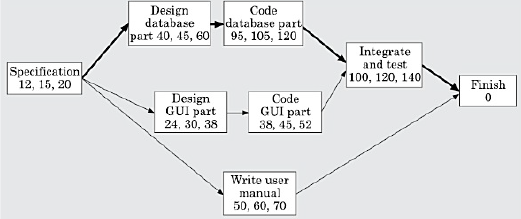 Design
database
part 40, 45, 60
Code
database part
95, 105, 120
Integrate
and test
100, 120, 140
Specification
12, 15, 20
Finish
0
Design
GUI part
24, 30, 38
Code
GUI part
38, 45, 52
Write user
manual
50, 60, 70